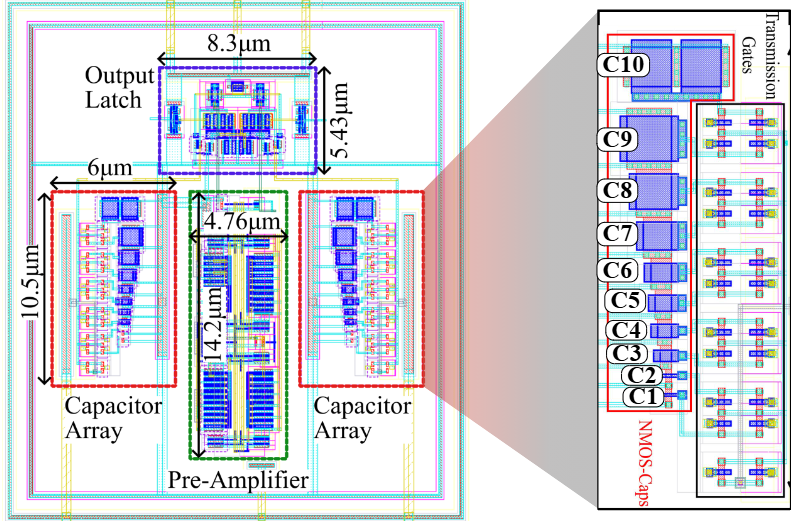 8.3μm
Output
Latch
5.43μm
6μm
4.76μm
10.5μm
14.2μm
Capacitor
Array
Capacitor
Array
Pre-Amplifier
Transmission
Gates
C10
C9
C8
C7
C6
C5
C4
C3
C2
C1
NMOS-Caps